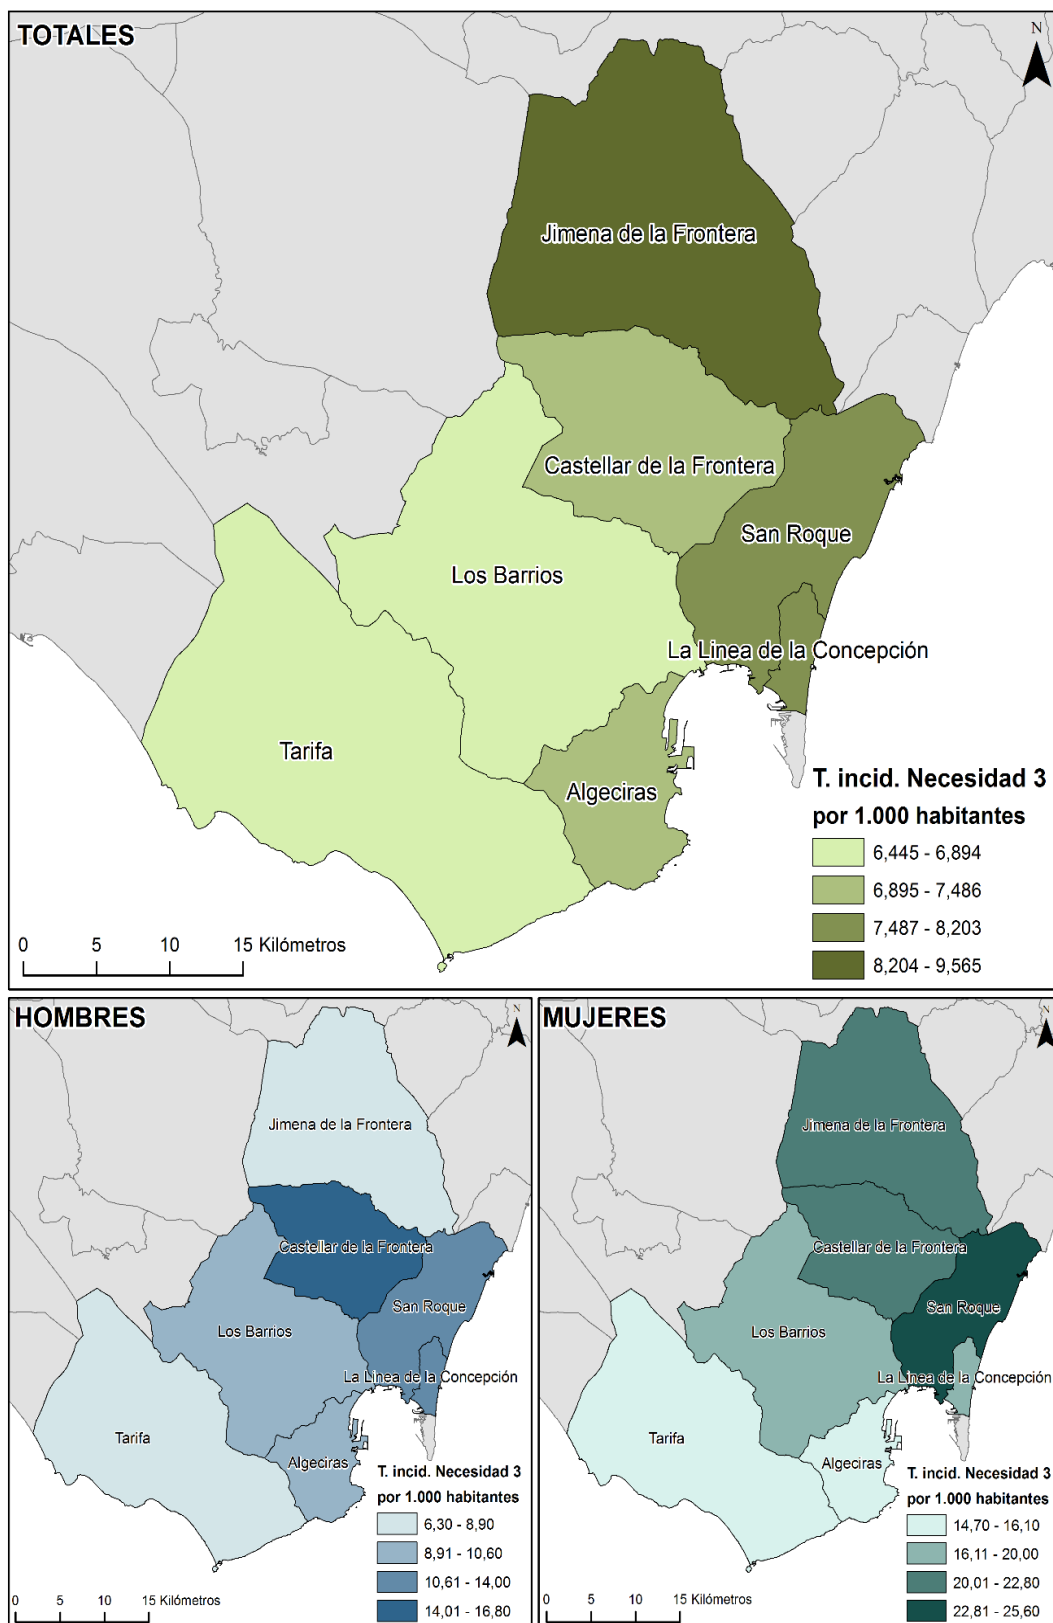 TOTALES
N
Jimena de la Frontera
Castellar de la Frontera
San Roque
Los Barrios
La Linea de la Concepción
Tarifa
Algeciras
T. incid. Necesidad 3
por 1.000 habitantes
6,445 - 6,894
6,895 - 7,486
7,487 - 8,203
8,204 - 9,565
0 5 10 15 Kilómetros
HOMBRES
N
Jimena de la Frontera
Castellar de la Frontera
San Roque
Los Barrios
La Linea de la Concepción
Tarifa
Algeciras
T. incid. Necesidad 3
por 1.000 habitantes
6,30 - 8,90
8,91 - 10,60
10,61 - 14,00
14,01 - 16,80
0 5 10 15 Kilómetros
MUJERES
N
Jimena de la Frontera
Castellar de la Frontera
San Roque
Los Barrios
La Linea de la Concepción
Tarifa
Algeciras
T. incid. Necesidad 3
por 1.000 habitantes
14,70 - 16,10
16,11 - 20,00
20,01 - 22,80
22,81 - 25,60
0 5 10 15 Kilómetros